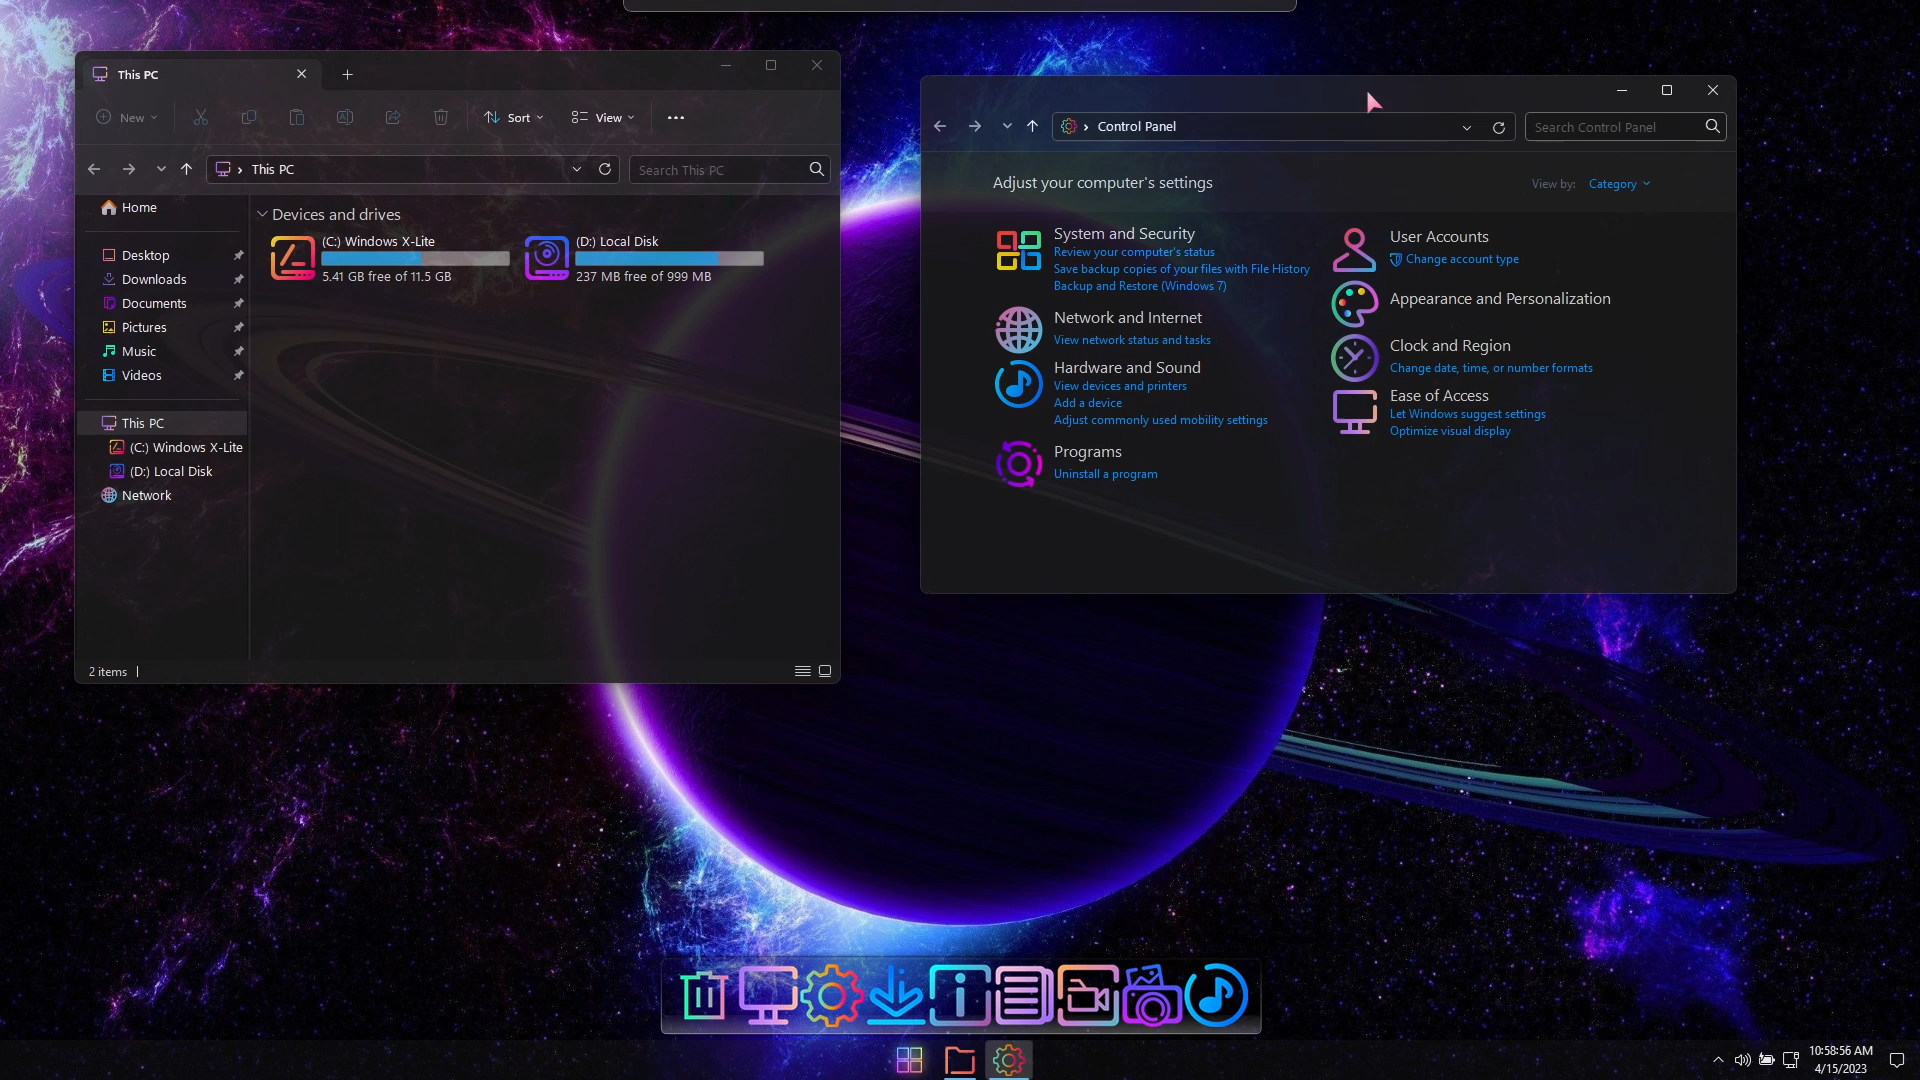 This PC
New
Sort
View
This PC
Search This PC
Home
Desktop
Downloads
Documents
Pictures
Music
Videos
This PC
(C:) Windows X-Lite
(D:) Local Disk
Network
Devices and drives
(C:) Windows X-Lite
5.41 GB free of 11.5 GB
(D:) Local Disk
237 MB free of 999 MB
2 items
Control Panel
Search Control Panel
Adjust your computer's settings
View by: Category
System and Security
Review your computer's status
Save backup copies of your files with File History
Backup and Restore (Windows 7)
Network and Internet
View network status and tasks
Hardware and Sound
View devices and printers
Add a device
Adjust commonly used mobility settings
Programs
Uninstall a program
User Accounts
Change account type
Appearance and Personalization
Clock and Region
Change date, time, or number formats
Ease of Access
Let Windows suggest settings
Optimize visual display
10:58:56 AM
4/15/2023